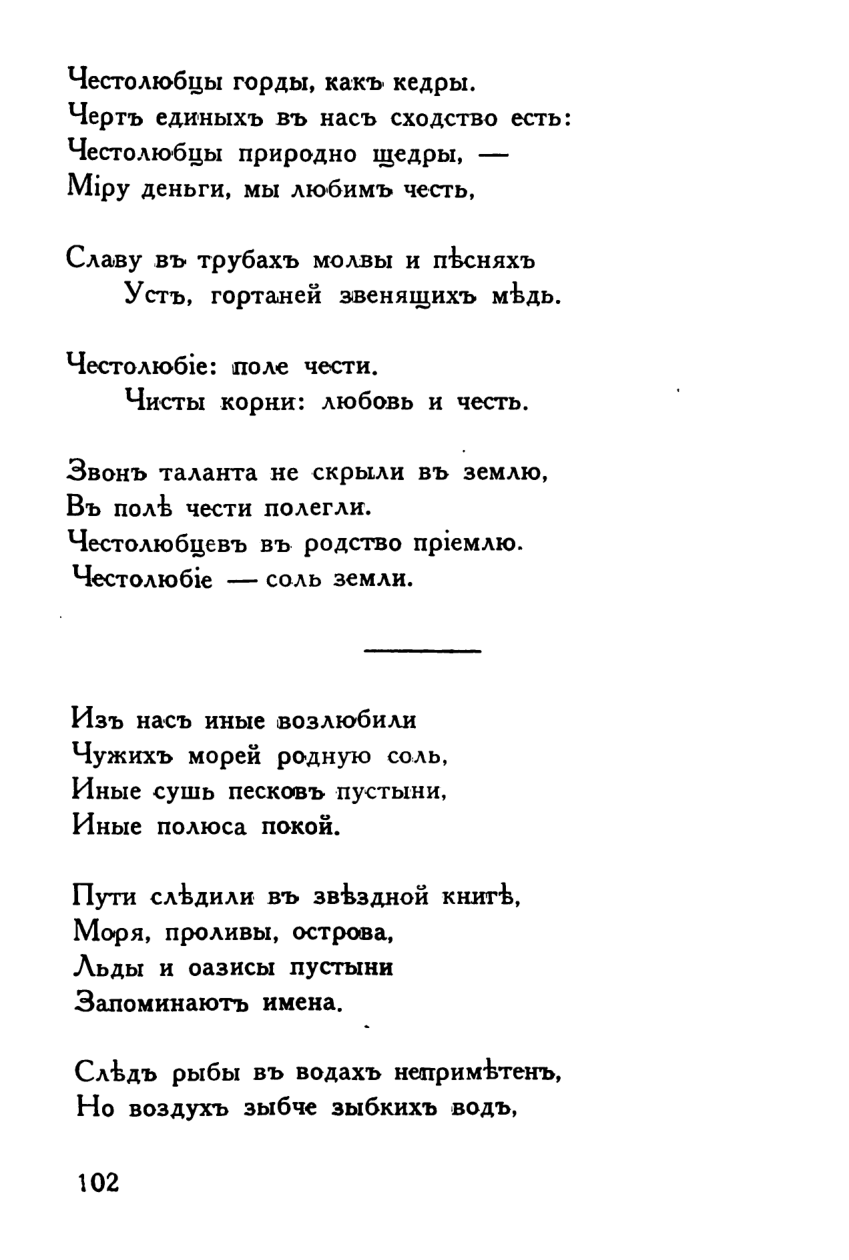 Честолюбцы горды, какъ кедры.
Чертъ единыхъ въ насъ сходство есть:
Честолюбцы природно щедры, —
Міру деньги, мы любимъ честь,
Славу въ трубахъ молвы и пѣсняхъ
Устъ, гортаней звенящихъ мѣдь.
Честолюбіе: поле чести.
Чисты корни: любовь и честь.
Звонъ таланта не скрыли въ землю,
Въ полѣ чести полегли.
Честолюбцевъ въ родство пріемлю.
Честолюбіе — соль земли.
Изъ насъ иные возлюбили
Чужихъ морей родную соль,
Иные сушь песковъ пустыни,
Иные полюса покой.
Пути слѣдили въ звѣздной книгѣ,
Моря, проливы, острова,
Льды и оазисы пустыни
Запоминаютъ имена.
Слѣдъ рыбы въ водахъ непримѣтенъ,
Но воздухъ зыбче зыбкихъ водъ,
102